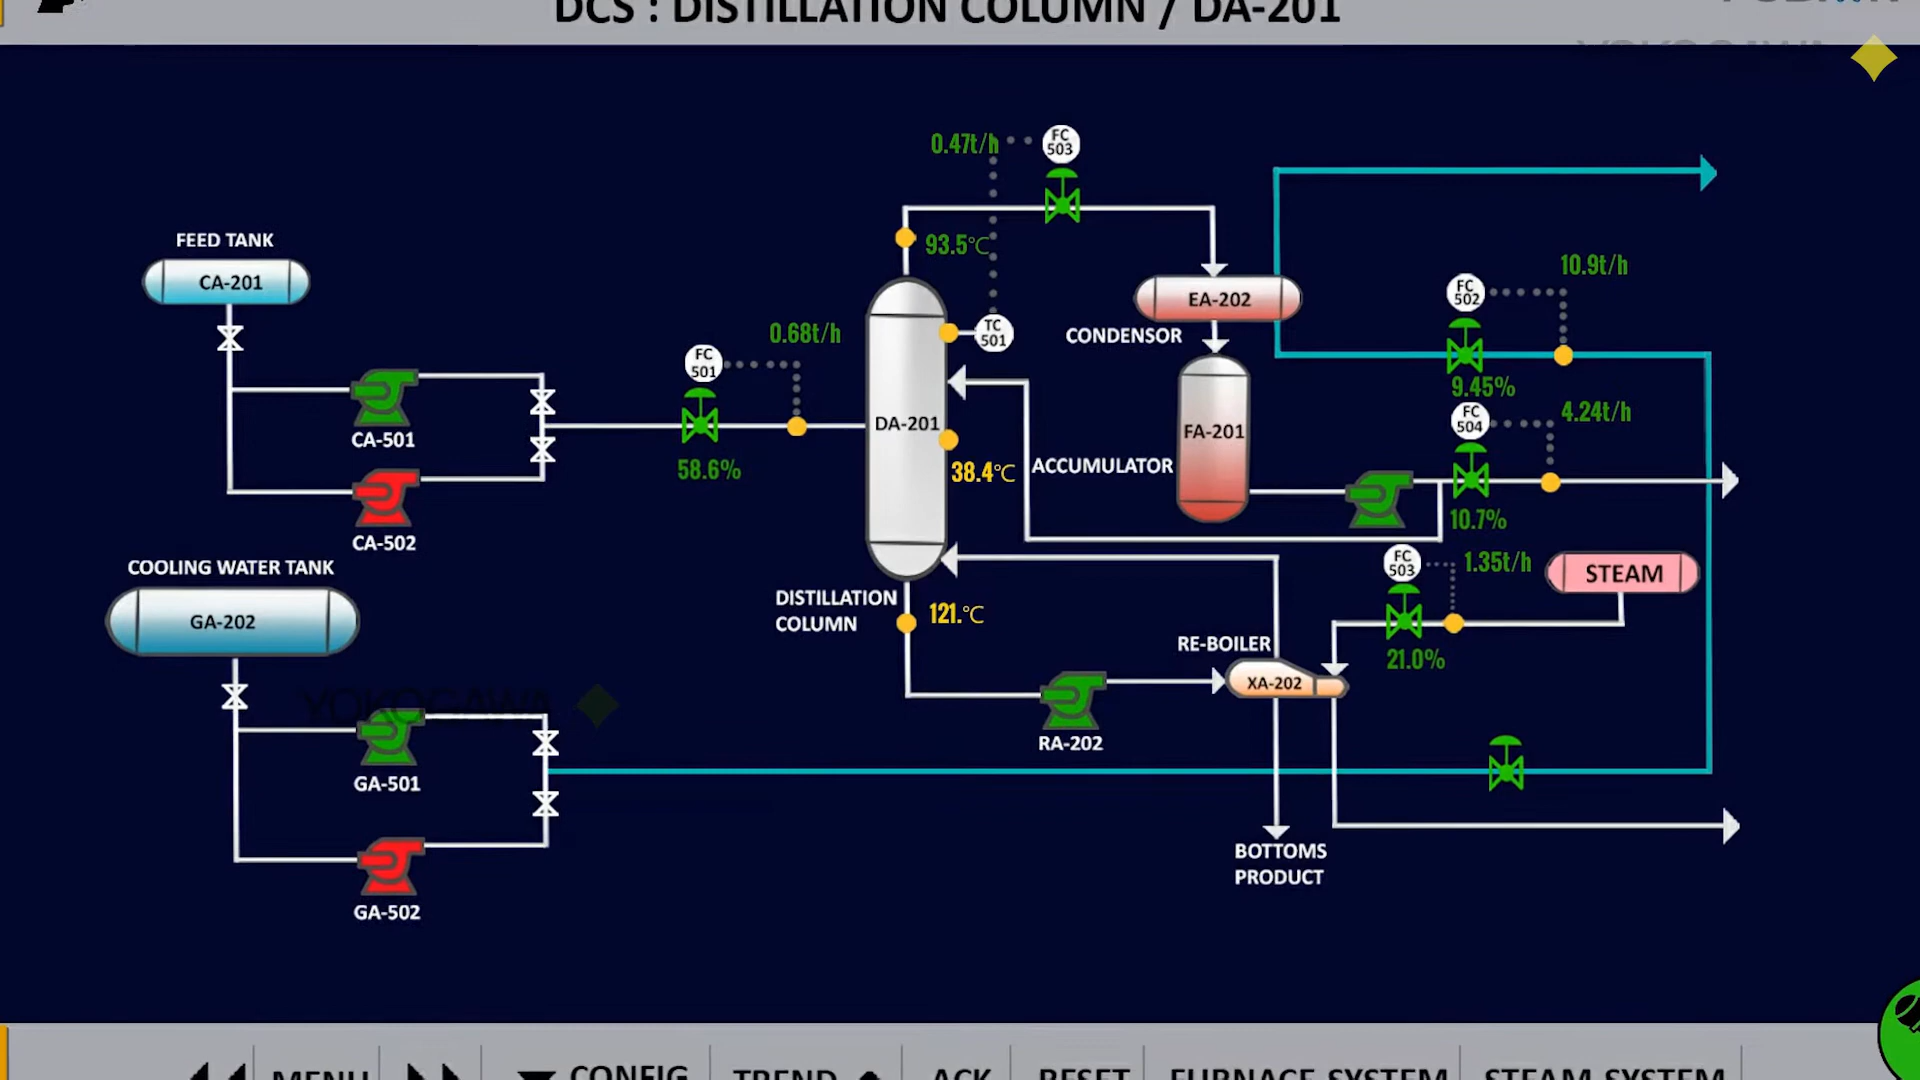 DCS : DISTILLATION COLUMN / DA-201
YOKOGAWA
0.47t/h
FC
503
93.5°C
FEED TANK
CA-201
EA-202
CONDENSOR
FC
502
10.9t/h
9.45%
0.68t/h
FC
501
TC
501
58.6%
CA-501
CA-502
DA-201
38.4°C
FA-201
ACCUMULATOR
FC
504
4.24t/h
10.7%
COOLING WATER TANK
GA-202
DISTILLATION
COLUMN
121.°C
FC
503
1.35t/h
STEAM
21.0%
RE-BOILER
XA-202
RA-202
YOKOGAWA
GA-501
GA-502
BOTTOMS
PRODUCT
MENU
CONFIG
TREND
ACK
RESET
FURNACE SYSTEM
STEAM SYSTEM